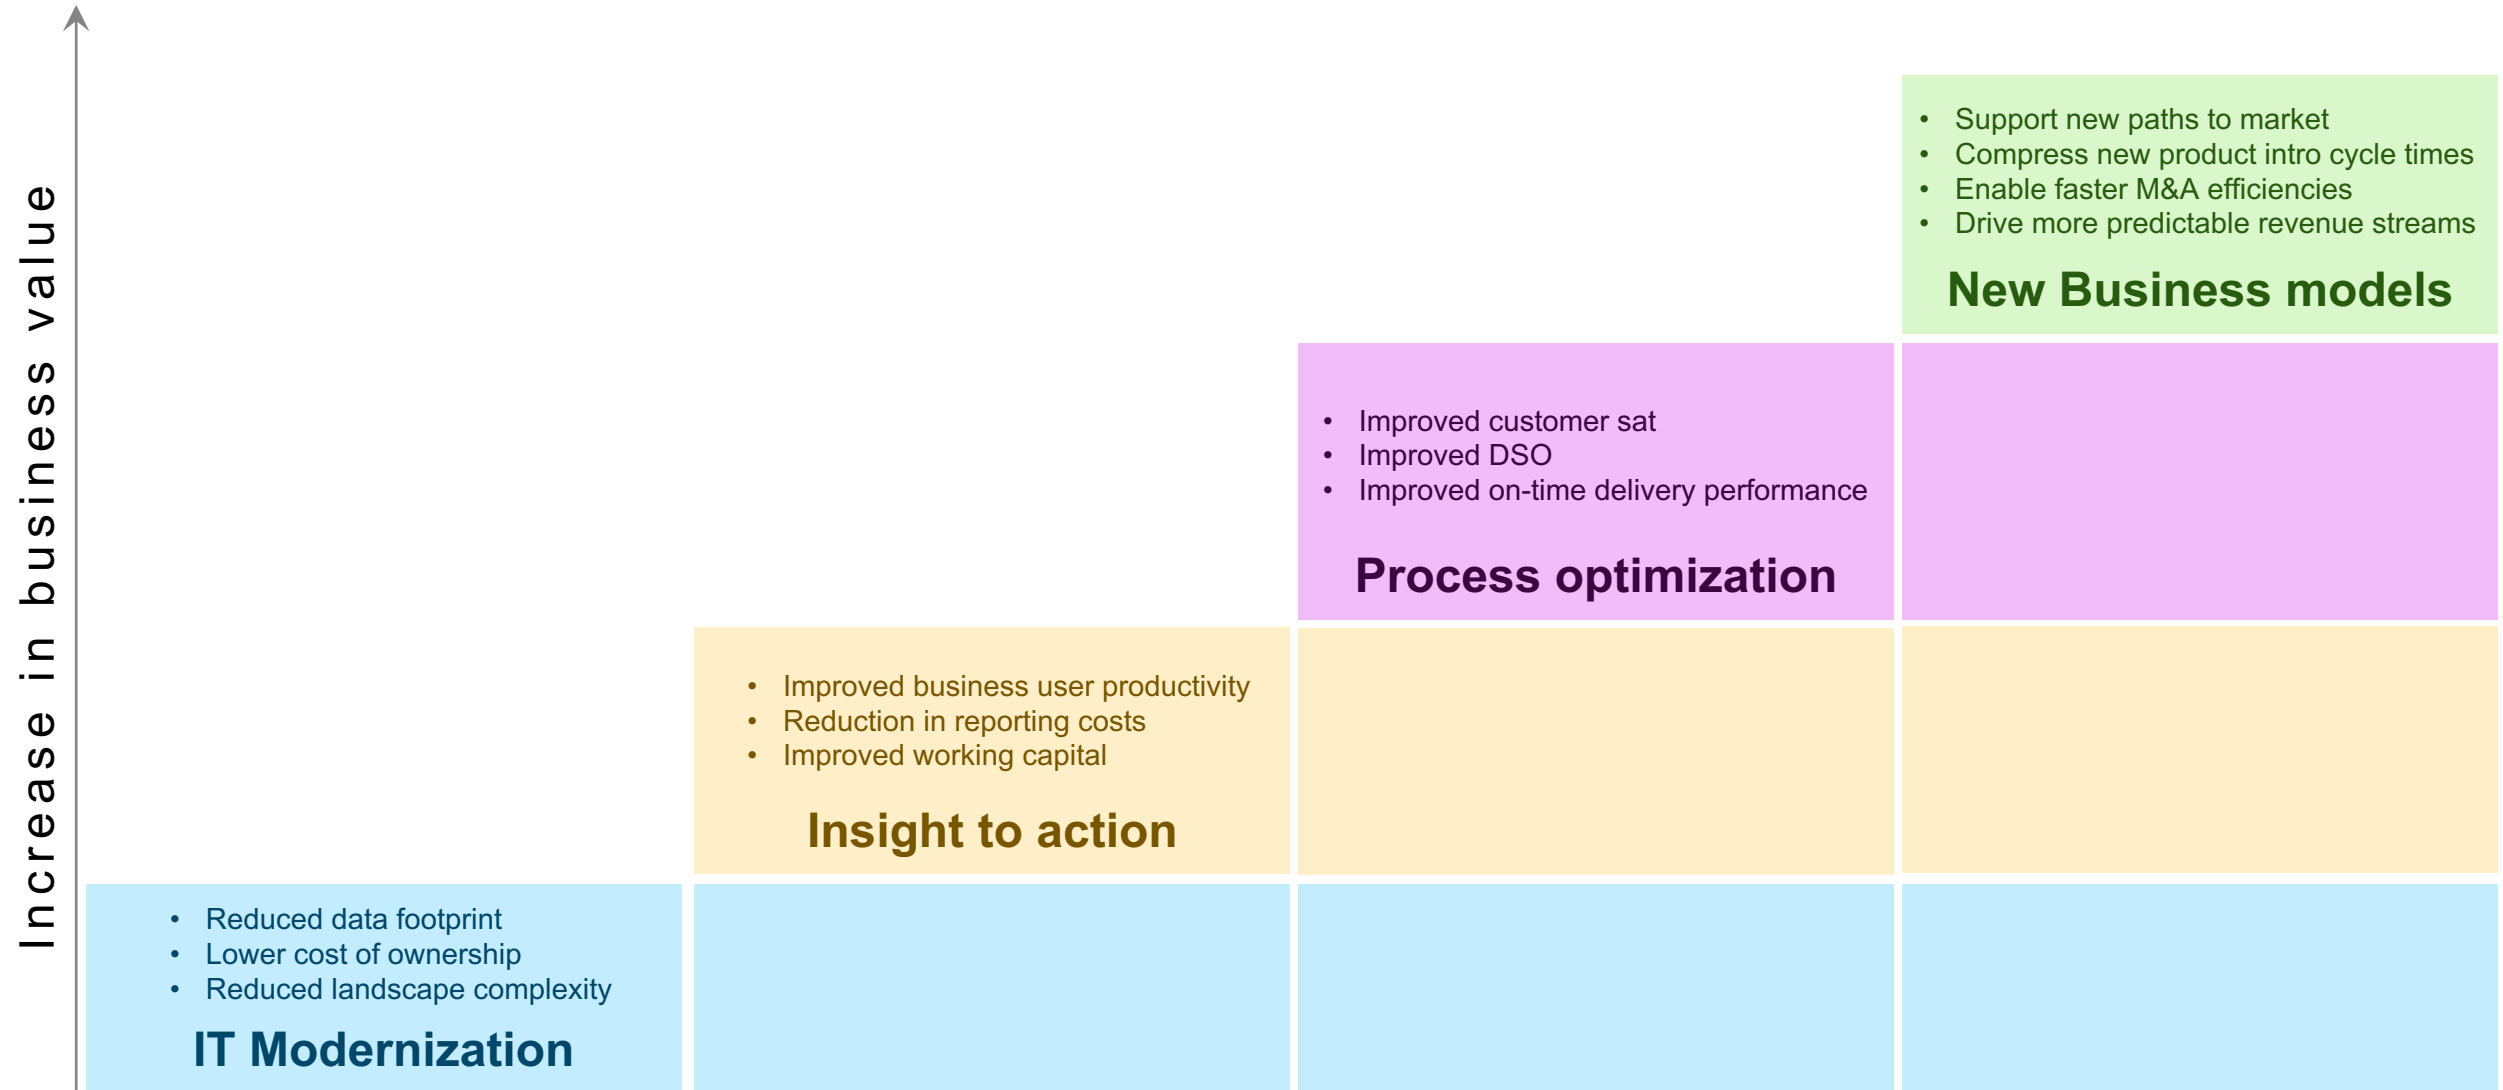 Increase in business value
• Support new paths to market
• Compress new product intro cycle times
• Enable faster M&A efficiencies
• Drive more predictable revenue streams
New Business models
• Improved customer sat
• Improved DSO
• Improved on-time delivery performance
Process optimization
• Improved business user productivity
• Reduction in reporting costs
• Improved working capital
Insight to action
• Reduced data footprint
• Lower cost of ownership
• Reduced landscape complexity
IT Modernization